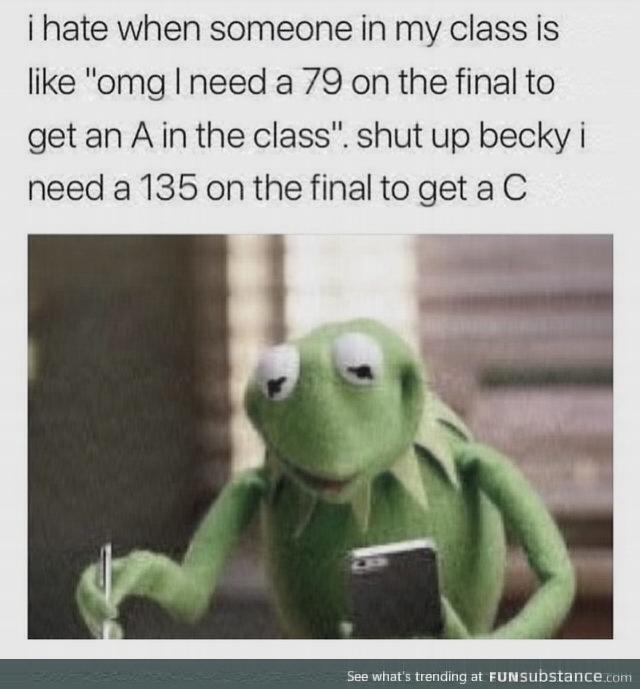 i hate when someone in my class is
like "omg I need a 79 on the final to
get an A in the class". shut up becky i
need a 135 on the final to get a C
See what's trending at FUNsubstance.com